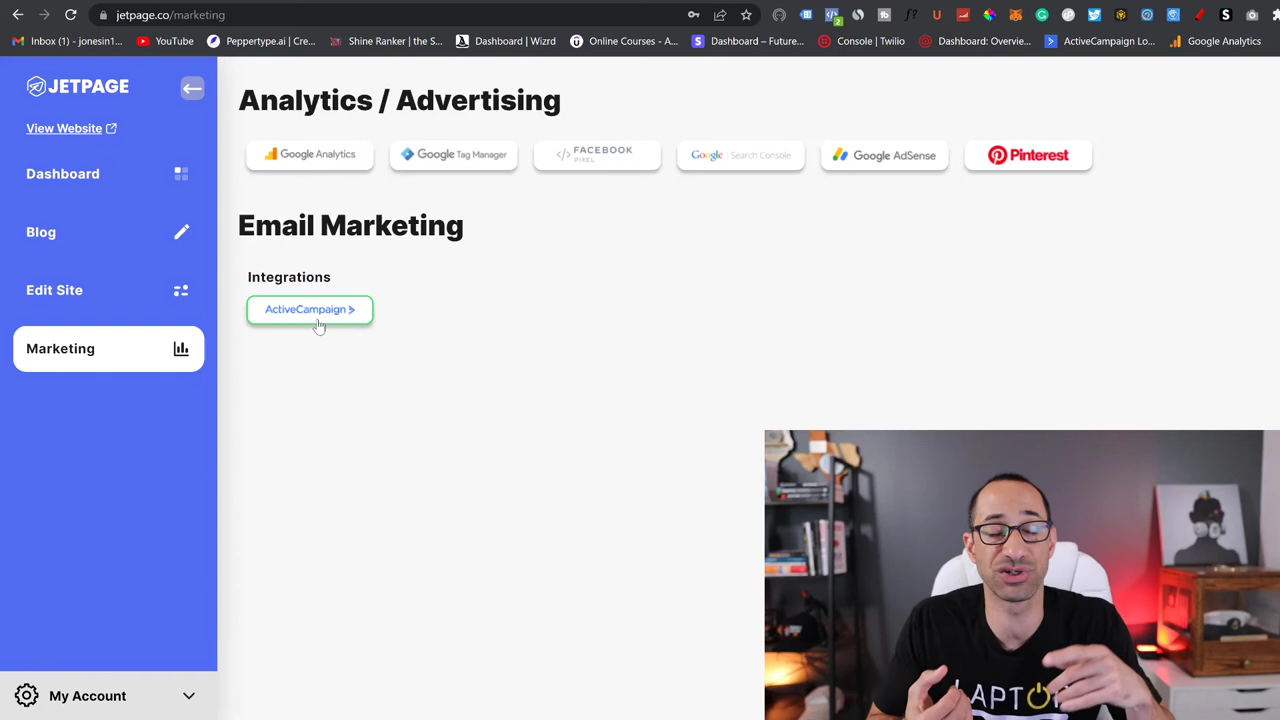 jetpage.co/marketing
Inbox (1) - jonesin1...
YouTube
Peppertype.ai | Cre...
Shine Ranker | the S...
Dashboard | Wizrd
Online Courses - A...
Dashboard – Future...
Console | Twilio
Dashboard: Overvie...
ActiveCampaign Lo...
Google Analytics
JETPAGE
View Website
Dashboard
Blog
Edit Site
Marketing
My Account
Analytics / Advertising
Google Analytics
Google Tag Manager
</> FACEBOOK
PIXEL
Google Search Console
Google AdSense
Pinterest
Email Marketing
Integrations
ActiveCampaign >